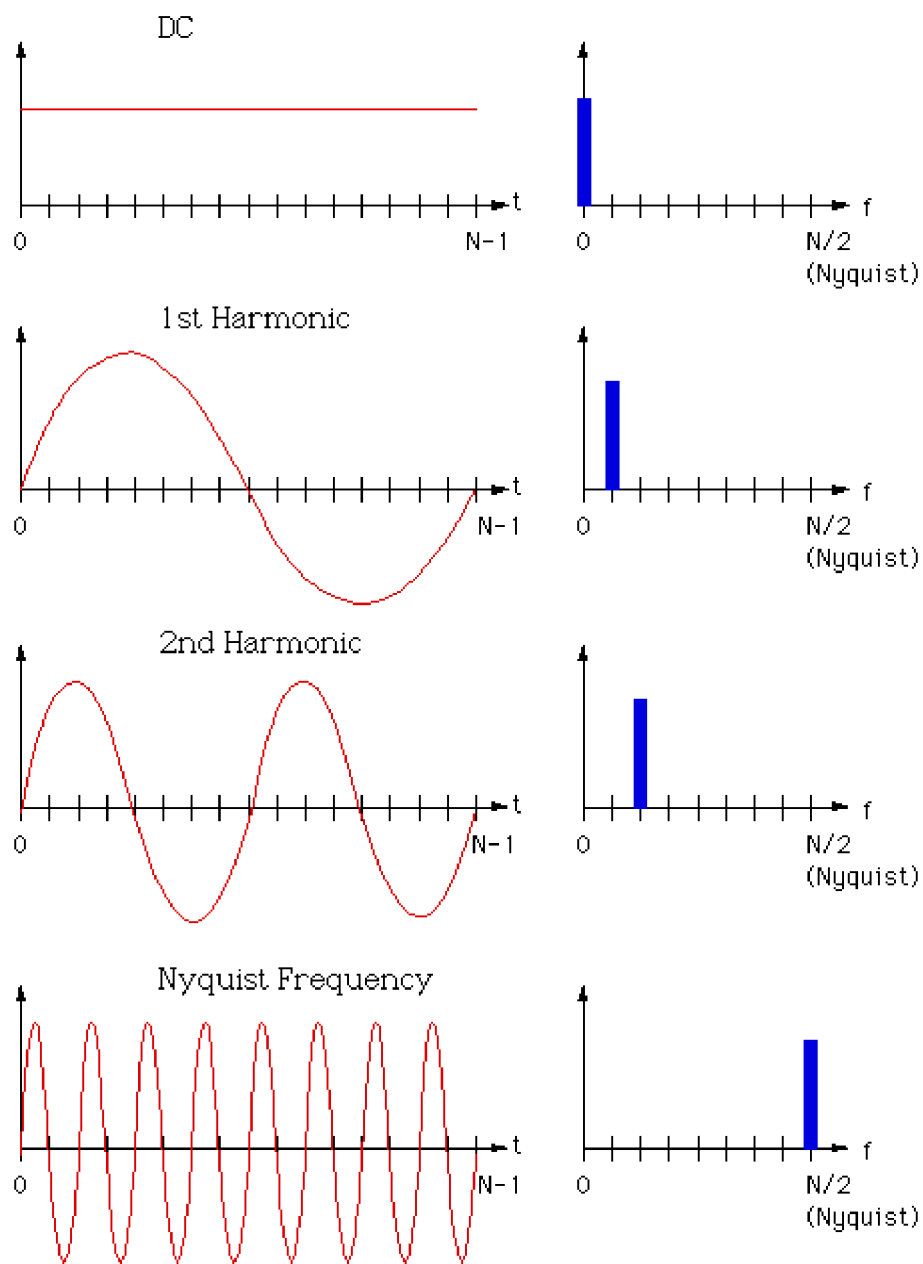 DC
t
f
0
N-1
0
N/2
(Nyquist)
1st Harmonic
t
f
0
N-1
0
N/2
(Nyquist)
2nd Harmonic
t
f
0
N-1
0
N/2
(Nyquist)
Nyquist Frequency
t
f
0
N-1
0
N/2
(Nyquist)